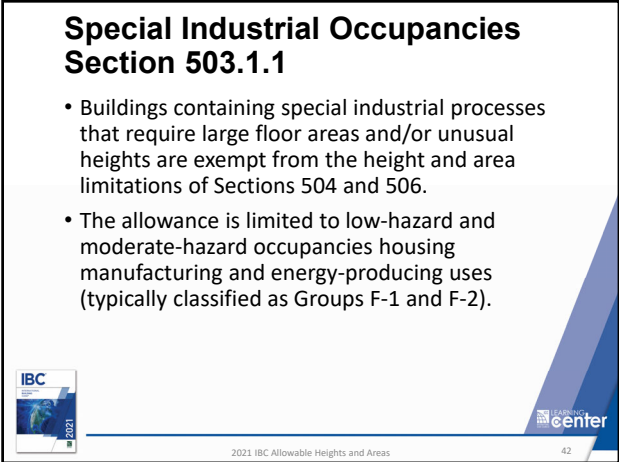 Special Industrial Occupancies
Section 503.1.1
• Buildings containing special industrial processes
that require large floor areas and/or unusual
heights are exempt from the height and area
limitations of Sections 504 and 506.
• The allowance is limited to low-hazard and
moderate-hazard occupancies housing
manufacturing and energy-producing uses
(typically classified as Groups F-1 and F-2).
IBC
2021
LEARNING
center
2021 IBC Allowable Heights and Areas
42